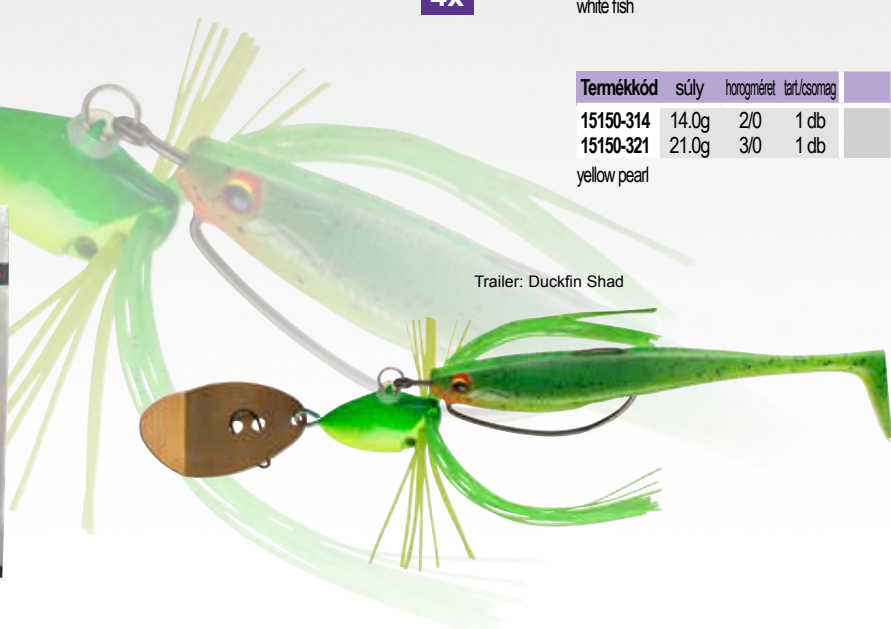 4x
white fish
Termékkód súly horogméret tart./csomag
15150-314 14.0g 2/0 1 db
15150-321 21.0g 3/0 1 db
yellow pearl
Trailer: Duckfin Shad